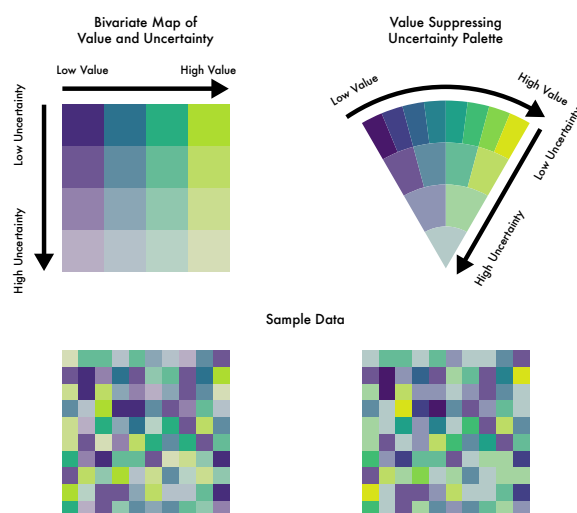 Bivariate Map of
Value and Uncertainty
Low Value
High Value
Low Uncertainty
High Uncertainty
Value Suppressing
Uncertainty Palette
Low Value
High Value
Low Uncertainty
High Uncertainty
Sample Data